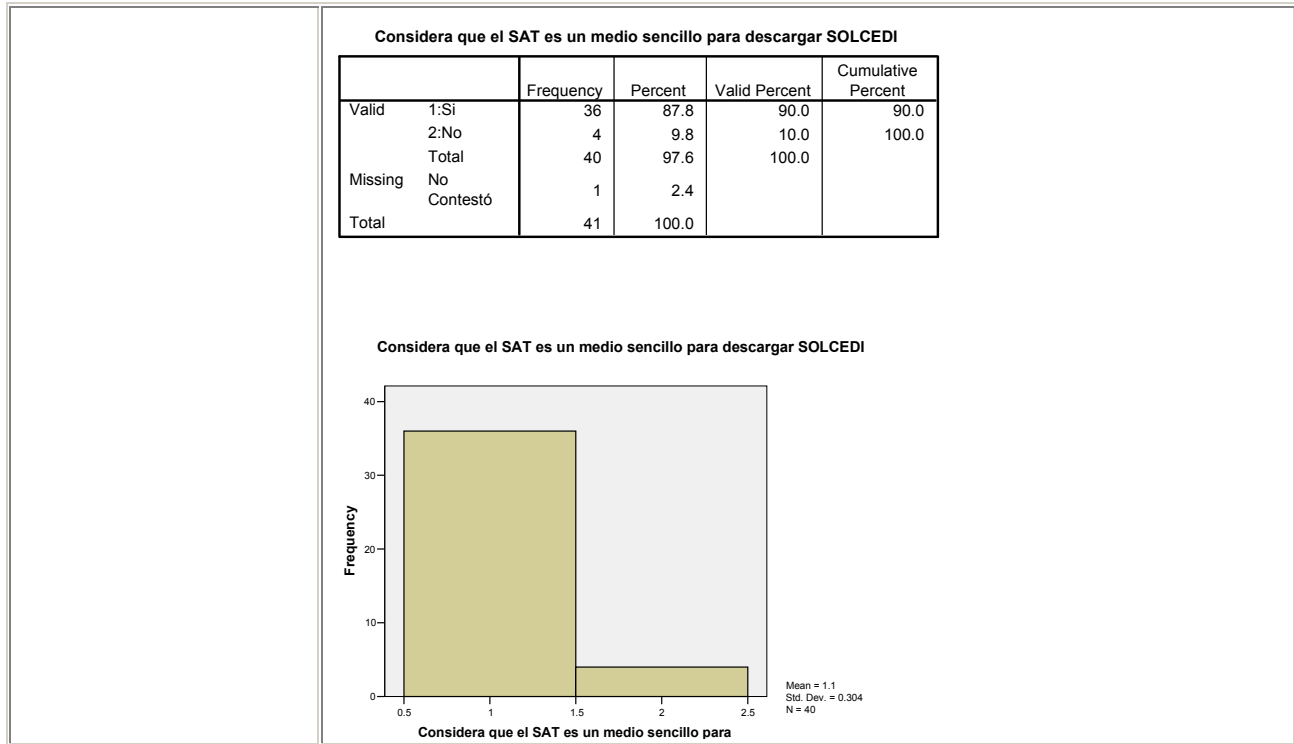 Considera que el SAT es un medio sencillo para descargar SOLCEDI
Cumulative
Frequency Percent Valid Percent Percent
Valid 1:Si 36 87.8 90.0 90.0
2:No 4 9.8 10.0 100.0
Total 40 97.6 100.0
Missing No
Contestó 1 2.4
Total 41 100.0
Considera que el SAT es un medio sencillo para descargar SOLCEDI
40
30
20
10
0
Frequency
0.5 1 1.5 2 2.5
Considera que el SAT es un medio sencillo para
Mean = 1.1
Std. Dev. = 0.304
N = 40